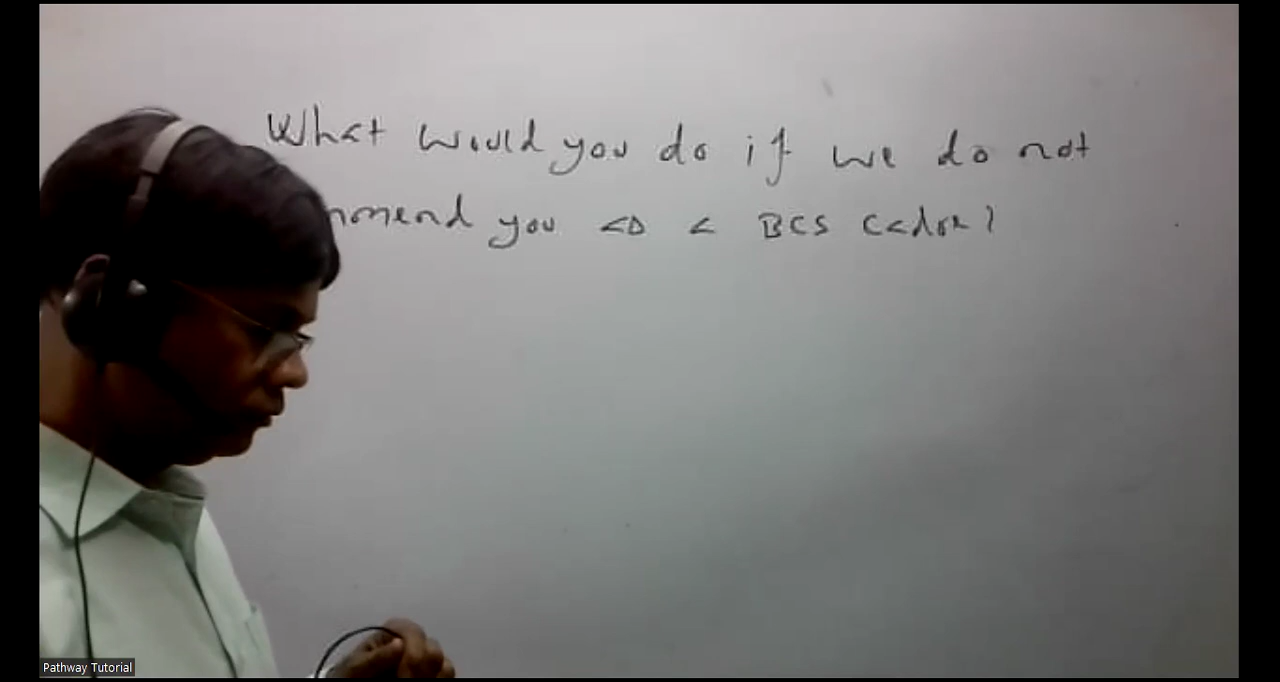 What would you do if we do not
mmend you as a BCS Cadre?
Pathway Tutorial